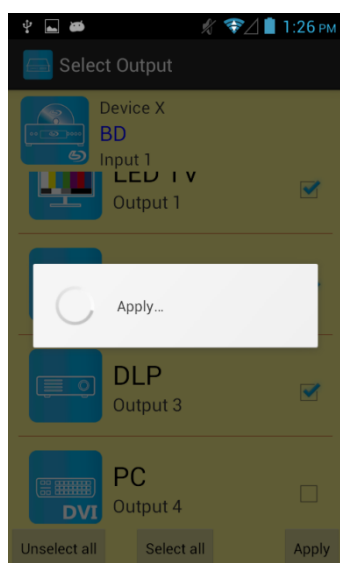 1:26 PM
Select Output
Device X
BD
Input 1
LED TV
Output 1
Apply...
DLP
Output 3
PC
DVI
Output 4
Unselect all
Select all
Apply